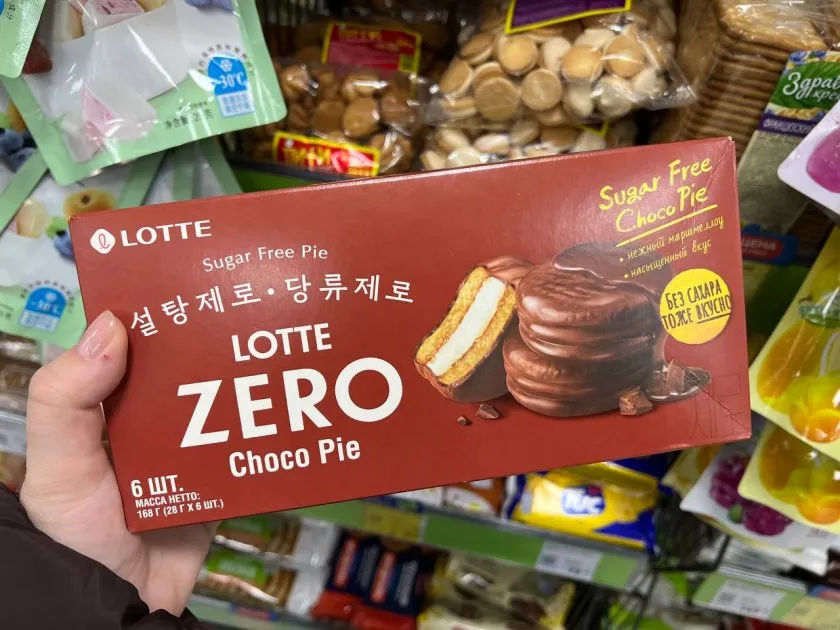 LOTTE
Sugar Free Pie
설탕제로·당류제로
LOTTE
ZERO
Choco Pie
6 ШТ.
МАССА НЕТТО:
168 Г (28 Г Х 6 ШТ.)
Sugar Free
Choco Pie
• нежный маршмеллоу
• насыщенный вкус
БЕЗ САХАРА
ТОЖЕ ВКУСНО
-30℃